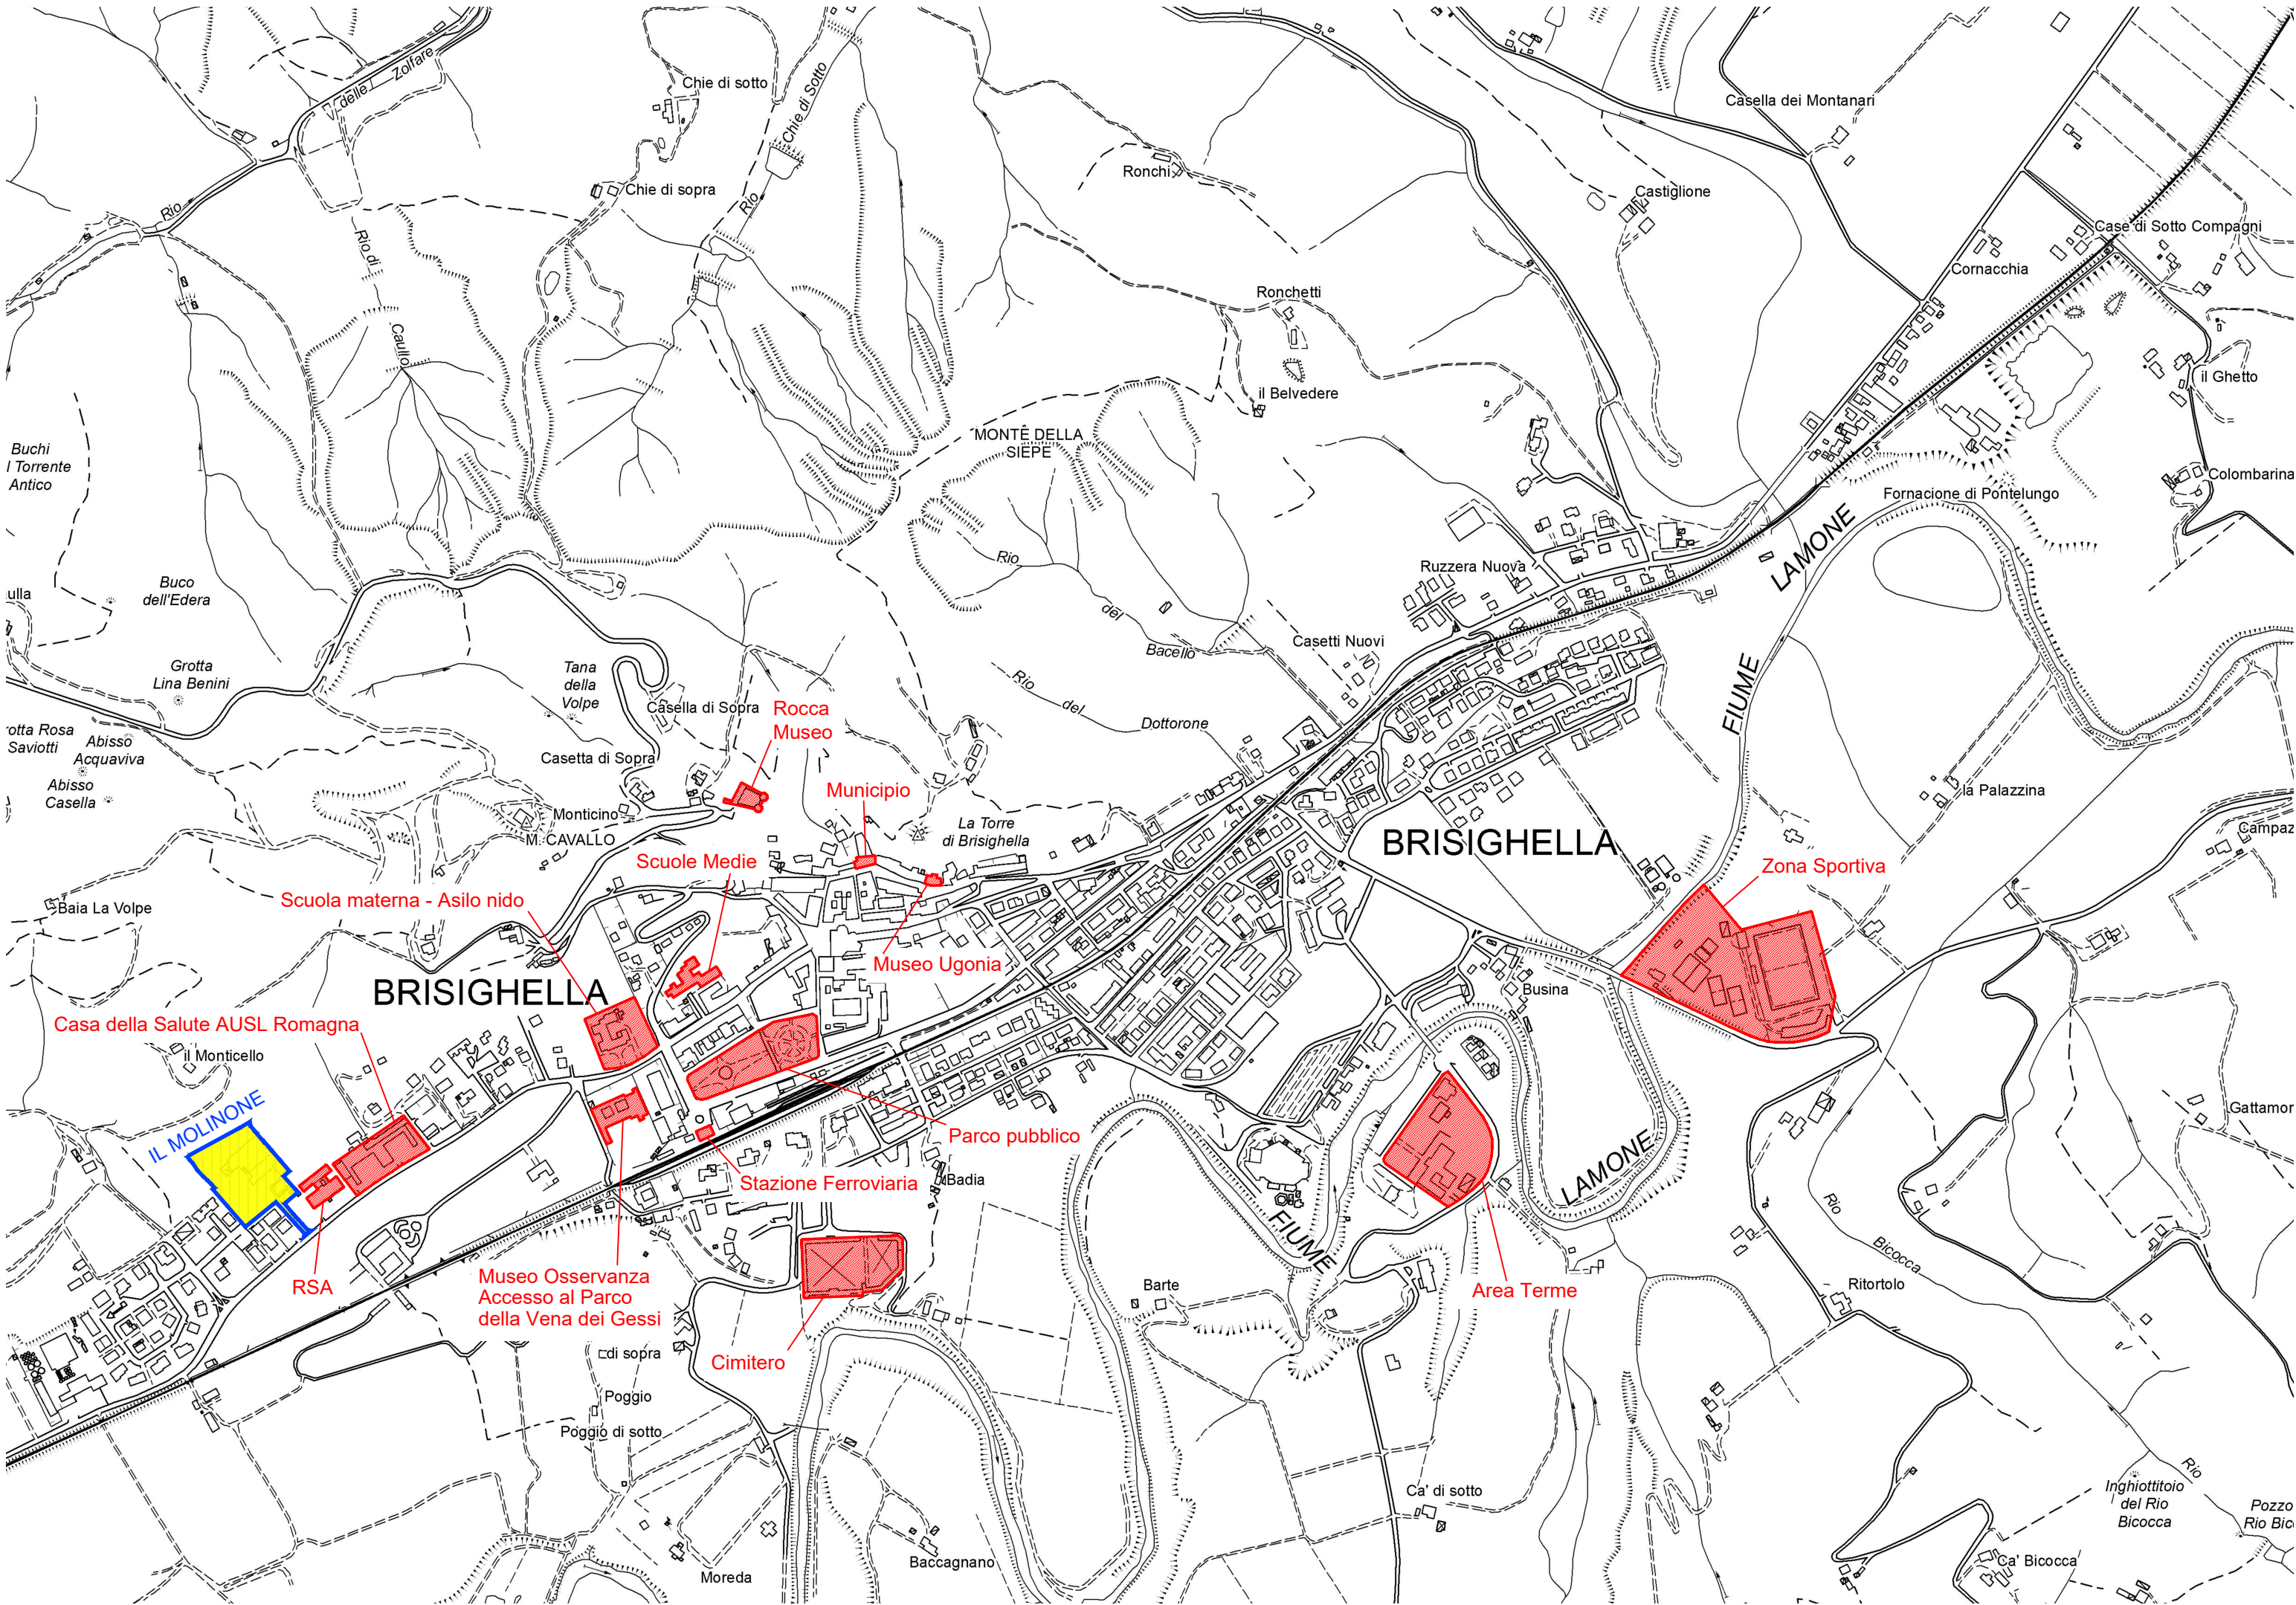 delle Zolfare
Chie di sotto
Chie di Sotto
Rio
Casella dei Montanari
Ronchi
Chie di sopra
Castiglione
Rio
Rio di
Caullo
Case di Sotto Compagni
Cornacchia
Ronchetti
il Belvedere
il Ghetto
MONTE DELLA
SIEPE
Buchi
l Torrente
Antico
Colombarina
Fornacione di Pontelungo
LAMONE
FIUME
Rio
del
Bacello
Ruzzera Nuova
Buco
dell'Edera
ulla
Grotta
Lina Benini
Tana
della
Volpe
Casetti Nuovi
Rio
del
Dottorone
Casella di Sopra
Rocca
Museo
otta Rosa
Saviotti
Abisso
Acquaviva
Abisso
Casella
Casetta di Sopra
Municipio
la Palazzina
Monticino
M. CAVALLO
La Torre
di Brisighella
BRISIGHELLA
Campaz
Scuole Medie
Zona Sportiva
Scuola materna - Asilo nido
Baia La Volpe
Museo Ugonia
BRISIGHELLA
Busina
Casa della Salute AUSL Romagna
il Monticello
IL MOLINONE
Parco pubblico
Gattamor
Stazione Ferroviaria
Badia
LAMONE
FIUME
Rio
Bicocca
RSA
Museo Osservanza
Accesso al Parco
della Vena dei Gessi
Barte
Area Terme
Ritortolo
Cimitero
di sopra
Poggio
Poggio di sotto
Ca' di sotto
Rio
Inghiottitoio
del Rio
Bicocca
Pozzo
Rio Bic
Baccagnano
Moreda
Ca' Bicocca